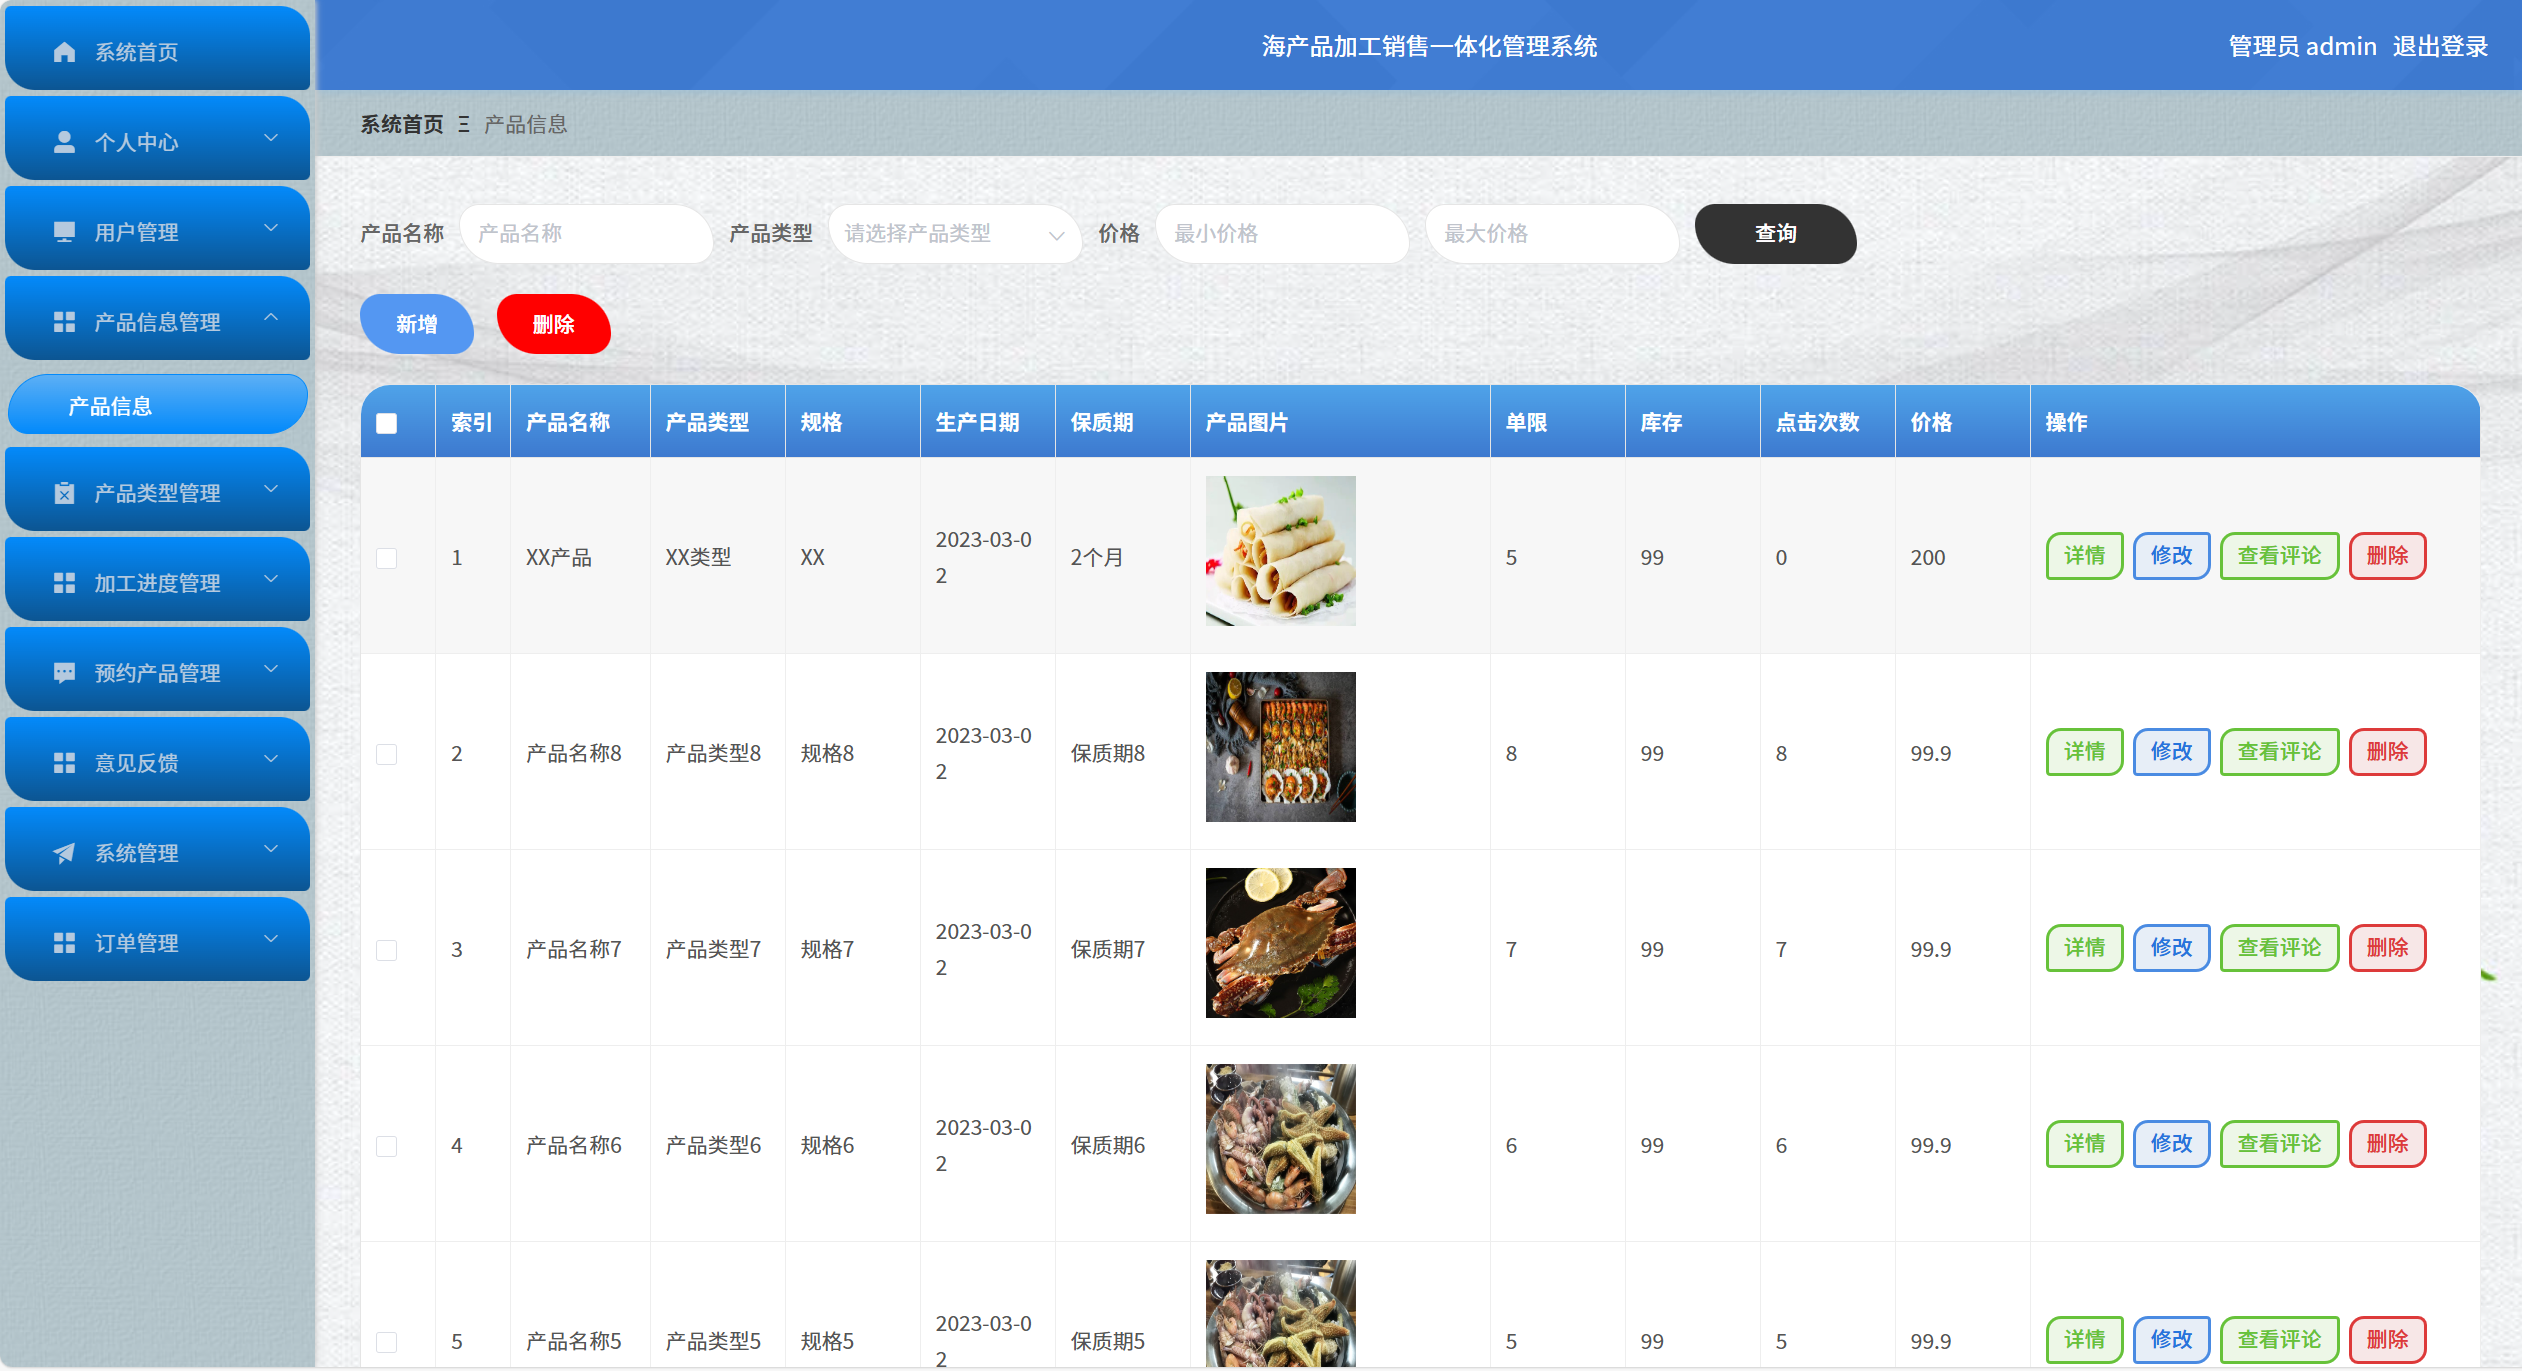 海产品加工销售一体化管理系统
管理员 admin 退出登录
系统首页
个人中心
用户管理
产品信息管理
产品信息
产品类型管理
加工进度管理
预约产品管理
意见反馈
系统管理
订单管理
系统首页 Ξ 产品信息
产品名称 产品名称 产品类型 请选择产品类型 价格 最小价格 最大价格 查询
新增 删除
索引 产品名称 产品类型 规格 生产日期 保质期 产品图片 单限 库存 点击次数 价格 操作
1 XX产品 XX类型 XX 2023-03-02 2个月 5 99 0 200 详情 修改 查看评论 删除
2 产品名称8 产品类型8 规格8 2023-03-02 保质期8 8 99 8 99.9 详情 修改 查看评论 删除
3 产品名称7 产品类型7 规格7 2023-03-02 保质期7 7 99 7 99.9 详情 修改 查看评论 删除
4 产品名称6 产品类型6 规格6 2023-03-02 保质期6 6 99 6 99.9 详情 修改 查看评论 删除
5 产品名称5 产品类型5 规格5 2023-03-02 保质期5 5 99 5 99.9 详情 修改 查看评论 删除